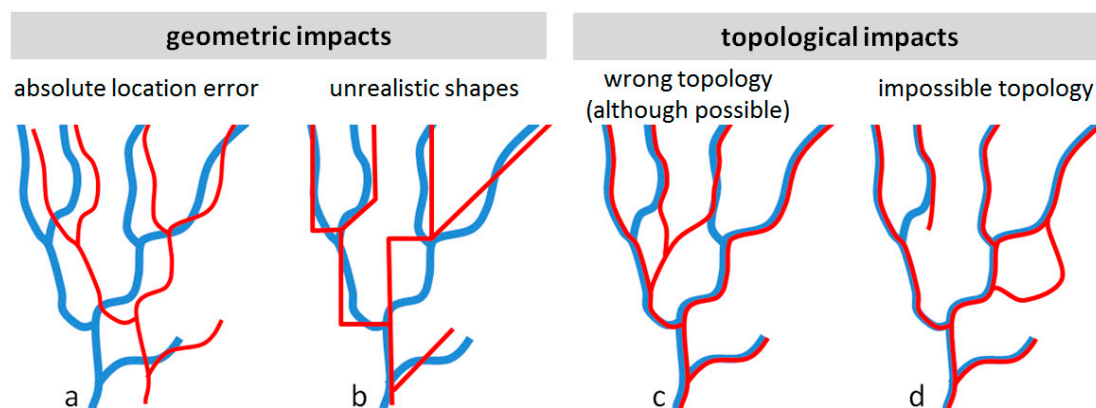 geometric impacts
topological impacts
absolute location error
unrealistic shapes
wrong topology
(although possible)
impossible topology
a
b
c
d